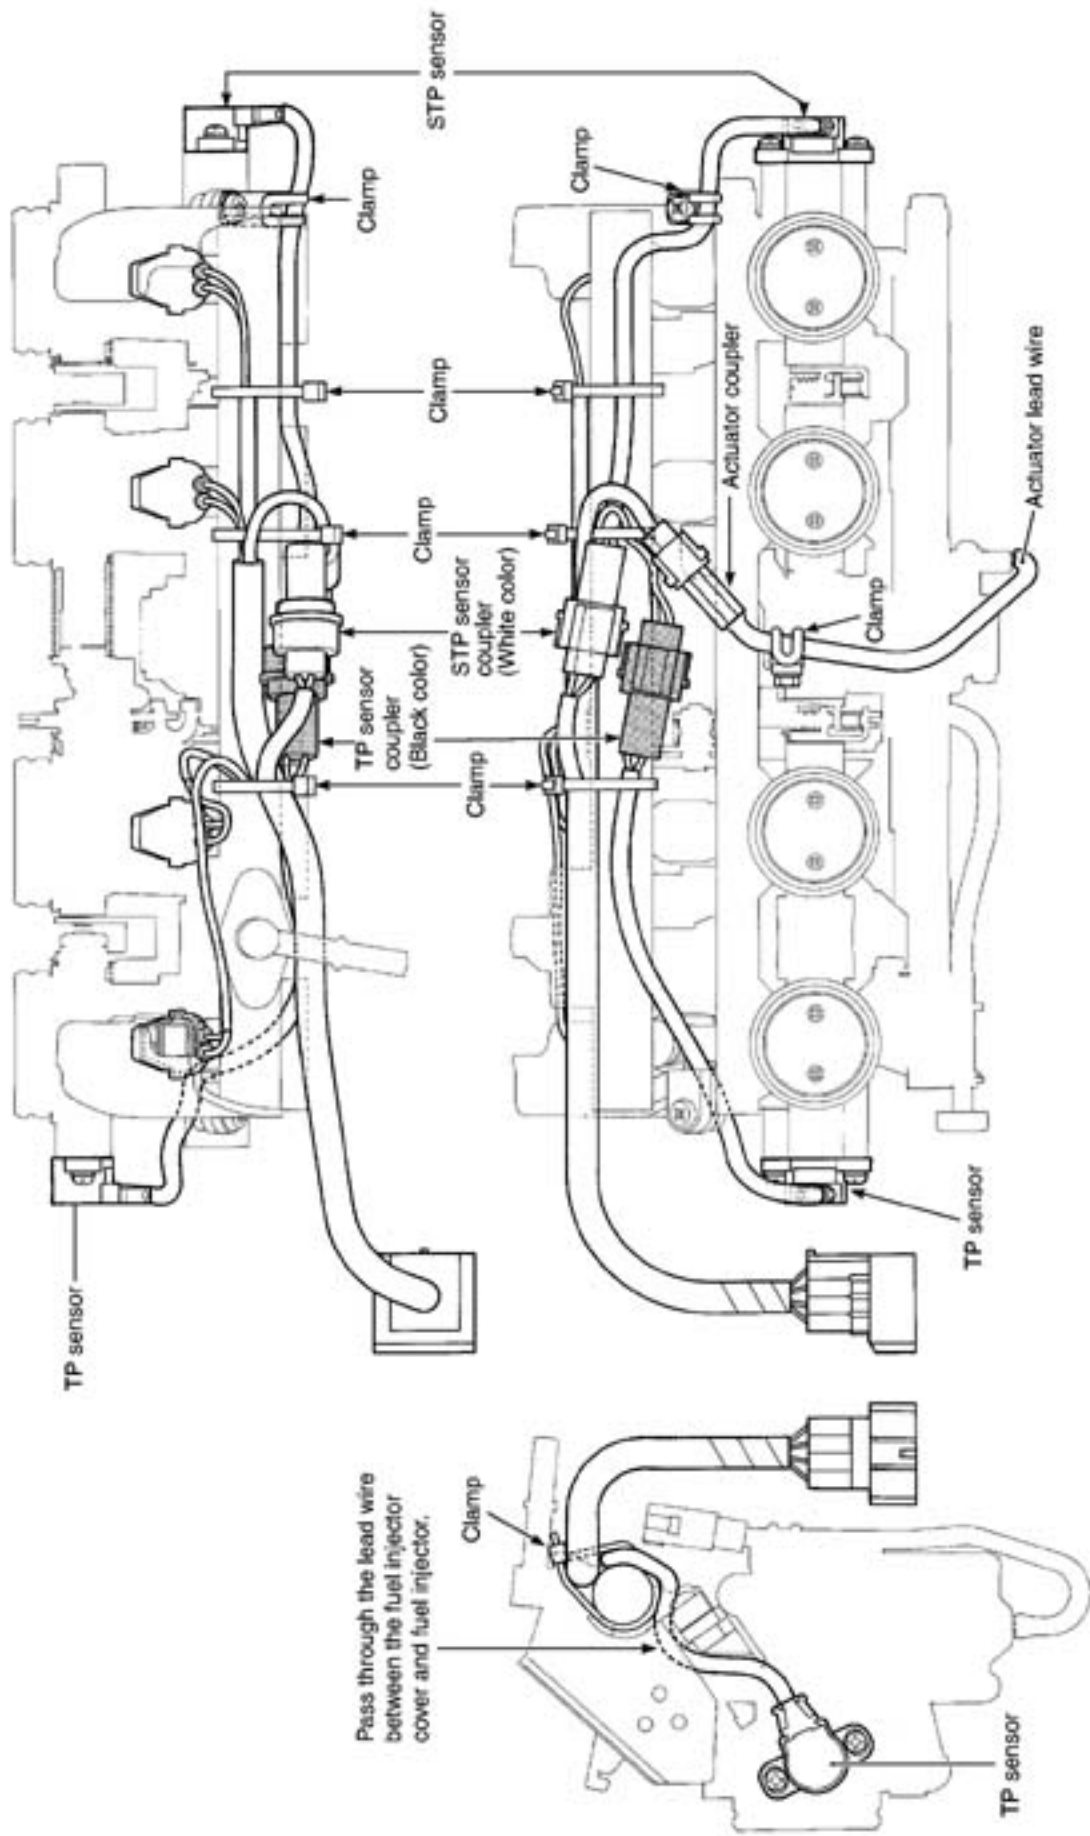 TP sensor
STP sensor
Clamp
Clamp
Clamp
STP sensor
coupler
(White color)
TP sensor
coupler
(Black color)
Clamp
Clamp
Actuator coupler
Clamp
Actuator lead wire
TP sensor
Pass through the lead wire
between the fuel injector
cover and fuel injector.
Clamp
TP sensor